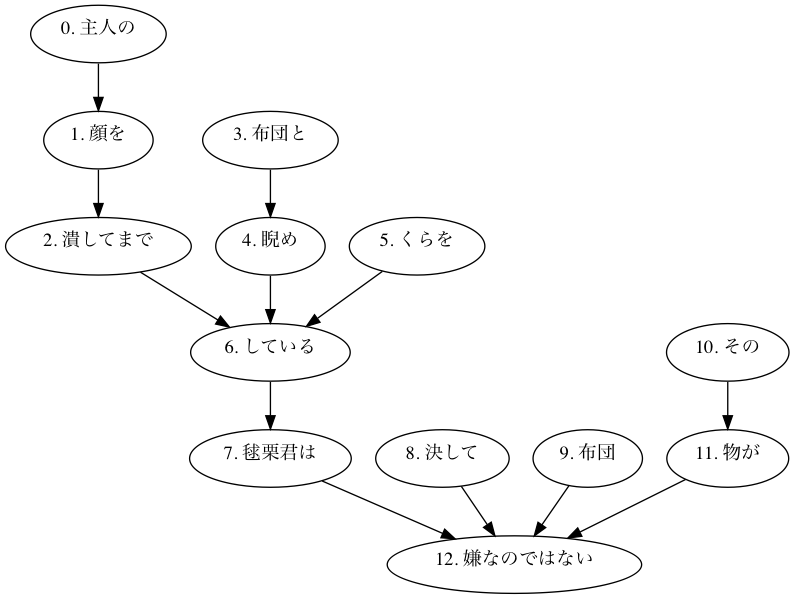 0. 主人の
1. 顔を
3. 布団と
2. 潰してまで
4. 睨め
5. くらを
6. している
10. その
7. 毬栗君は
8. 決して
9. 布団
11. 物が
12. 嫌なのではない